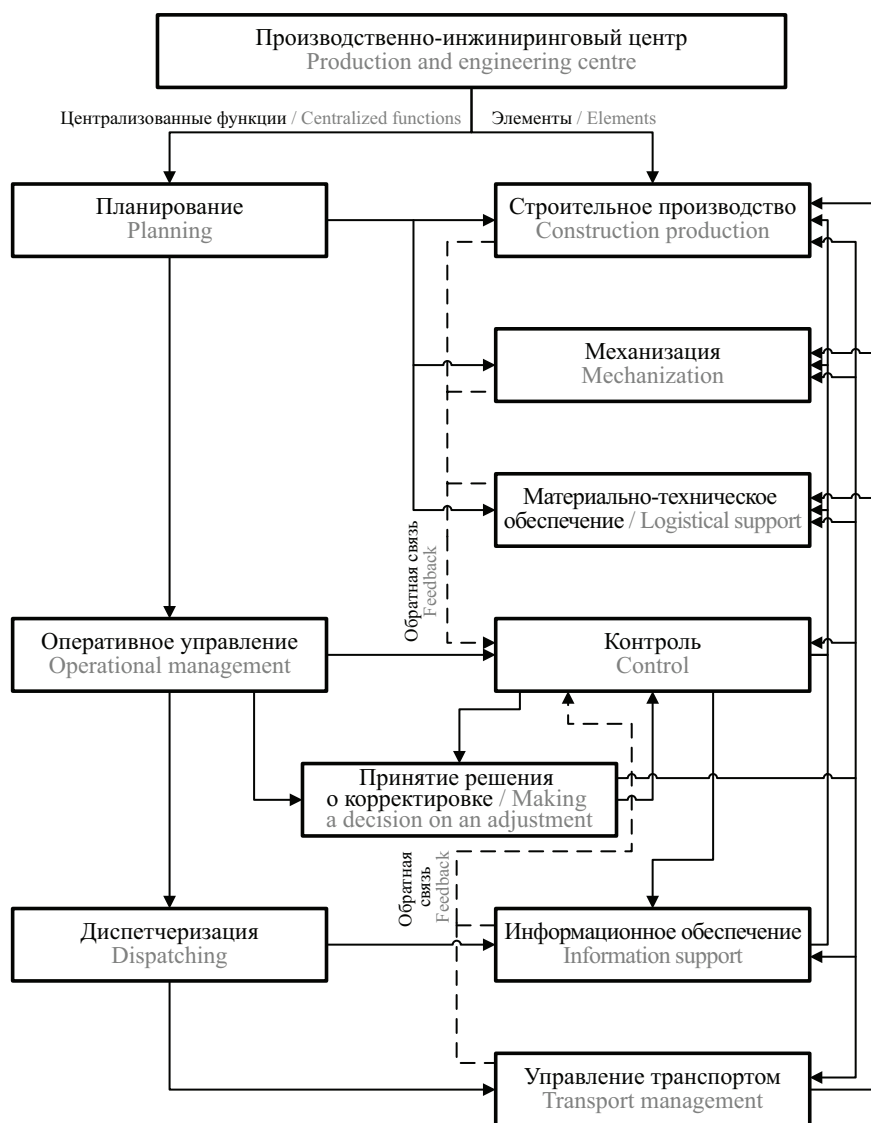 Производственно-инжиниринговый центр
Production and engineering centre
Централизованные функции / Centralized functions
Элементы / Elements
Планирование
Planning
Строительное производство
Construction production
Механизация
Mechanization
Материально-техническое
обеспечение / Logistical support
Обратная связь
Feedback
Оперативное управление
Operational management
Контроль
Control
Принятие решения
о корректировке / Making
a decision on an adjustment
Обратная
связь
Feedback
Диспетчеризация
Dispatching
Информационное обеспечение
Information support
Управление транспортом
Transport management